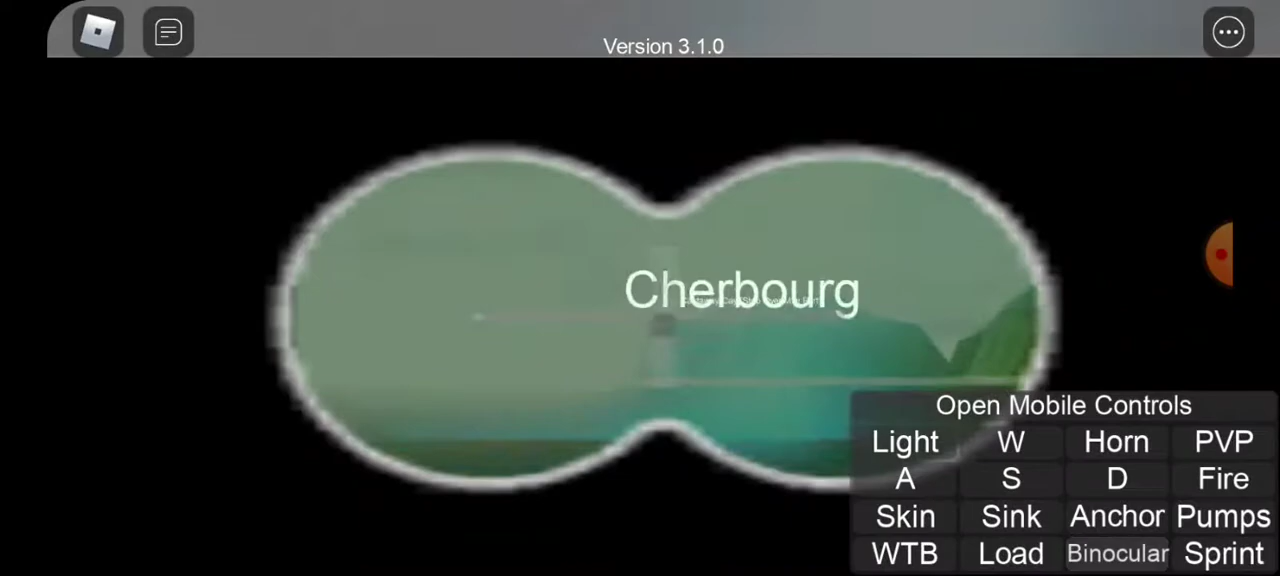 Version 3.1.0
Cherbourg
Open Mobile Controls
Light W Horn PVP
A S D Fire
Skin Sink Anchor Pumps
WTB Load Binocular Sprint